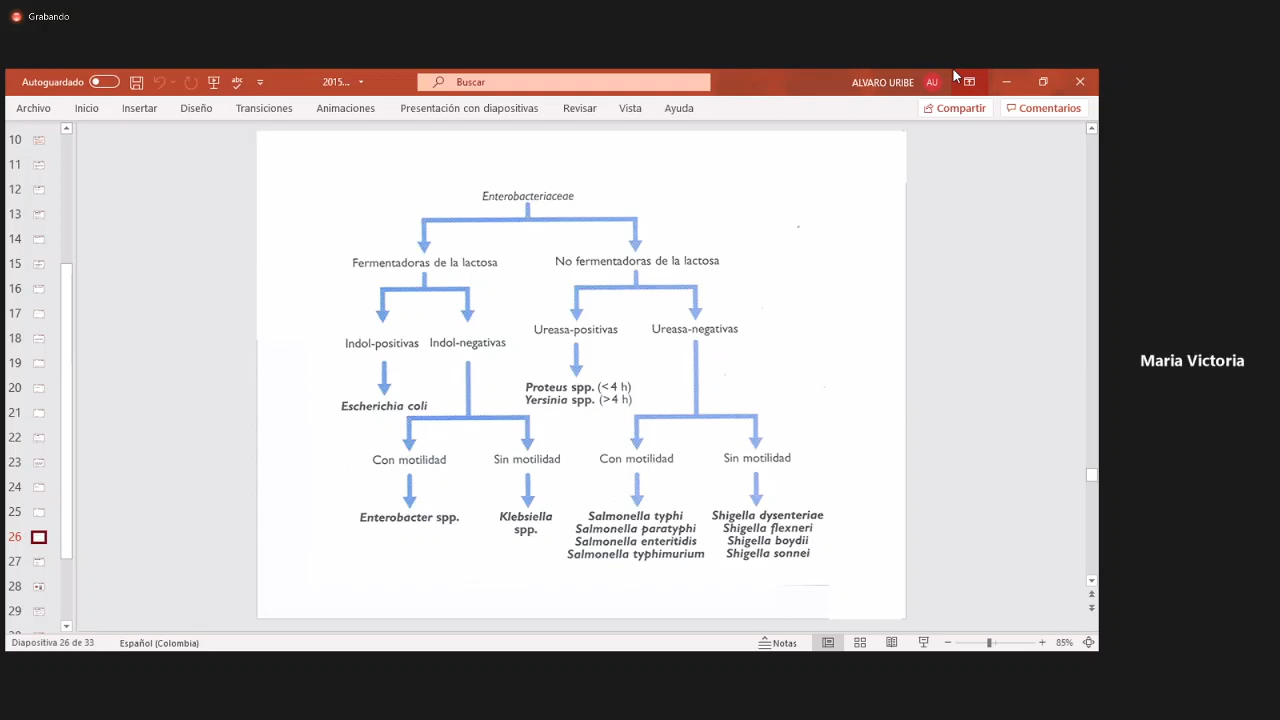 Grabando
Autoguardado
2015...
Buscar
ALVARO URIBE
AU
Archivo Inicio Insertar Diseño Transiciones Animaciones Presentación con diapositivas Revisar Vista Ayuda
Compartir
Comentarios
10
11
12
13
14
15
16
17
18
19
20
21
22
23
24
25
26
27
28
29
Enterobacteriaceae
Fermentadoras de la lactosa
No fermentadoras de la lactosa
Indol-positivas
Indol-negativas
Ureasa-positivas
Ureasa-negativas
Escherichia coli
Proteus spp. (<4 h)
Yersinia spp. (>4 h)
Con motilidad
Sin motilidad
Con motilidad
Sin motilidad
Enterobacter spp.
Klebsiella
spp.
Salmonella typhi
Salmonella paratyphi
Salmonella enteritidis
Salmonella typhimurium
Shigella dysenteriae
Shigella flexneri
Shigella boydii
Shigella sonnei
Maria Victoria
Diapositiva 26 de 33
Español (Colombia)
Notas
85%